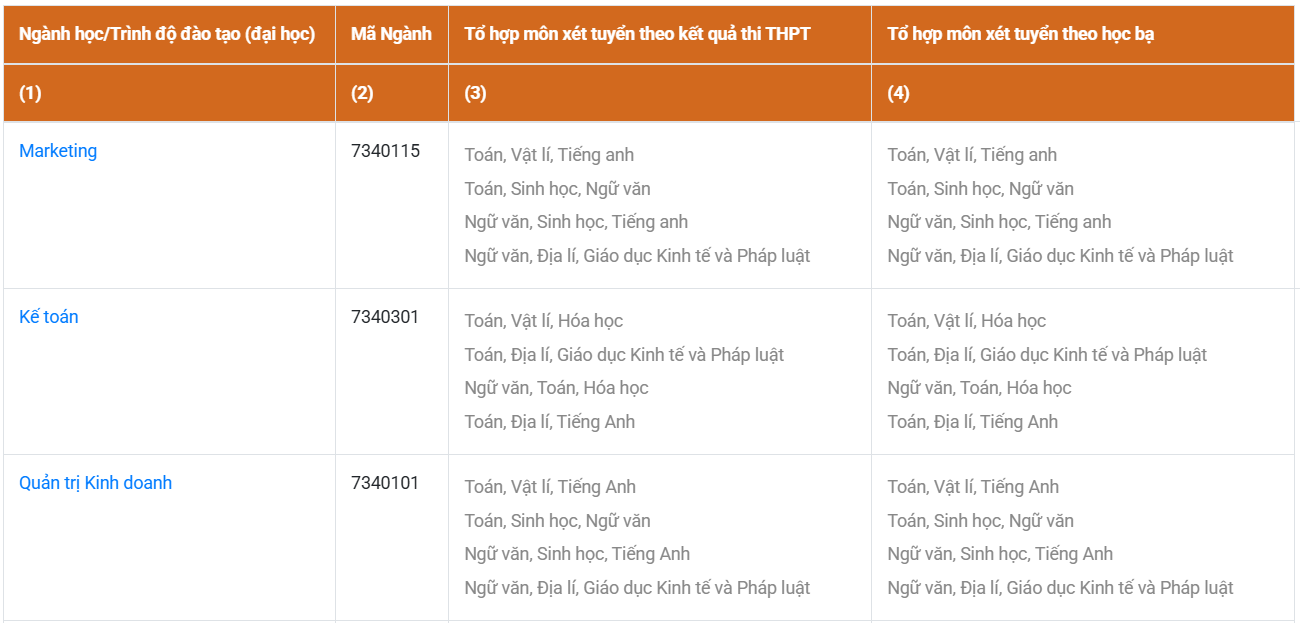 Ngành học/Trình độ đào tạo (đại học) Mã Ngành Tổ hợp môn xét tuyển theo kết quả thi THPT Tổ hợp môn xét tuyển theo học bạ
(1) (2) (3) (4)
Marketing 7340115 Toán, Vật lí, Tiếng anh Toán, Vật lí, Tiếng anh
Toán, Sinh học, Ngữ văn Toán, Sinh học, Ngữ văn
Ngữ văn, Sinh học, Tiếng anh Ngữ văn, Sinh học, Tiếng anh
Ngữ văn, Địa lí, Giáo dục Kinh tế và Pháp luật Ngữ văn, Địa lí, Giáo dục Kinh tế và Pháp luật
Kế toán 7340301 Toán, Vật lí, Hóa học Toán, Vật lí, Hóa học
Toán, Địa lí, Giáo dục Kinh tế và Pháp luật Toán, Địa lí, Giáo dục Kinh tế và Pháp luật
Ngữ văn, Toán, Hóa học Ngữ văn, Toán, Hóa học
Toán, Địa lí, Tiếng Anh Toán, Địa lí, Tiếng Anh
Quản trị Kinh doanh 7340101 Toán, Vật lí, Tiếng Anh Toán, Vật lí, Tiếng Anh
Toán, Sinh học, Ngữ văn Toán, Sinh học, Ngữ văn
Ngữ văn, Sinh học, Tiếng Anh Ngữ văn, Sinh học, Tiếng Anh
Ngữ văn, Địa lí, Giáo dục Kinh tế và Pháp luật Ngữ văn, Địa lí, Giáo dục Kinh tế và Pháp luật